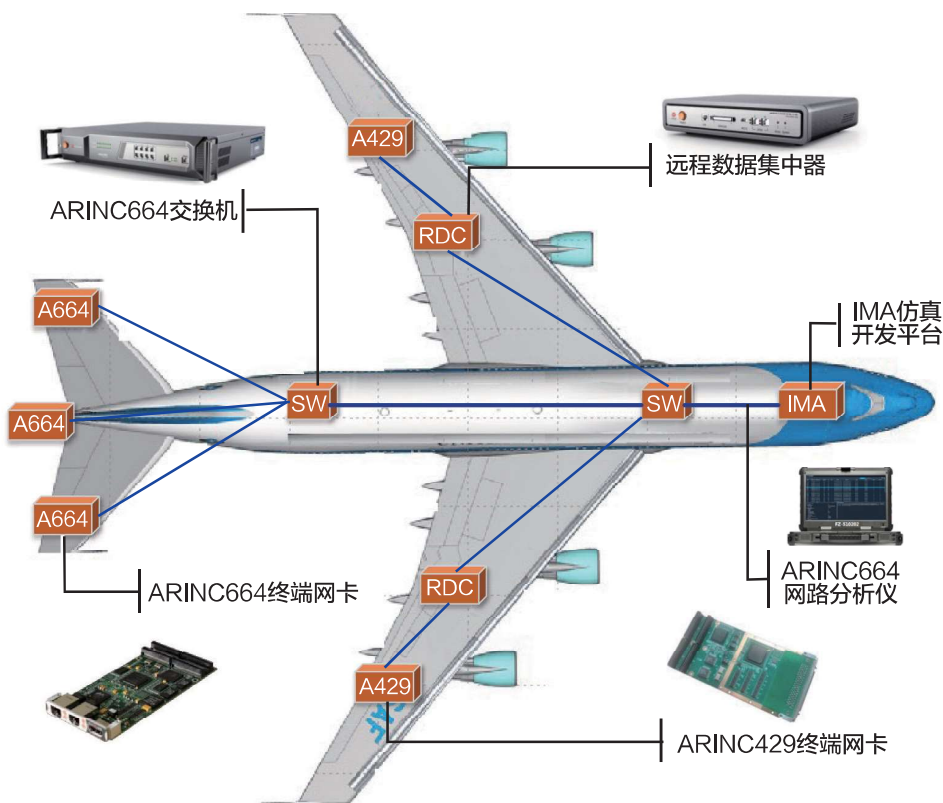 A429
远程数据集中器
ARINC664交换机
RDC
A664
IMA仿真
开发平台
SW
SW
IMA
A664
A664
ARINC664终端网卡
RDC
ARINC664
网路分析仪
A429
ARINC429终端网卡